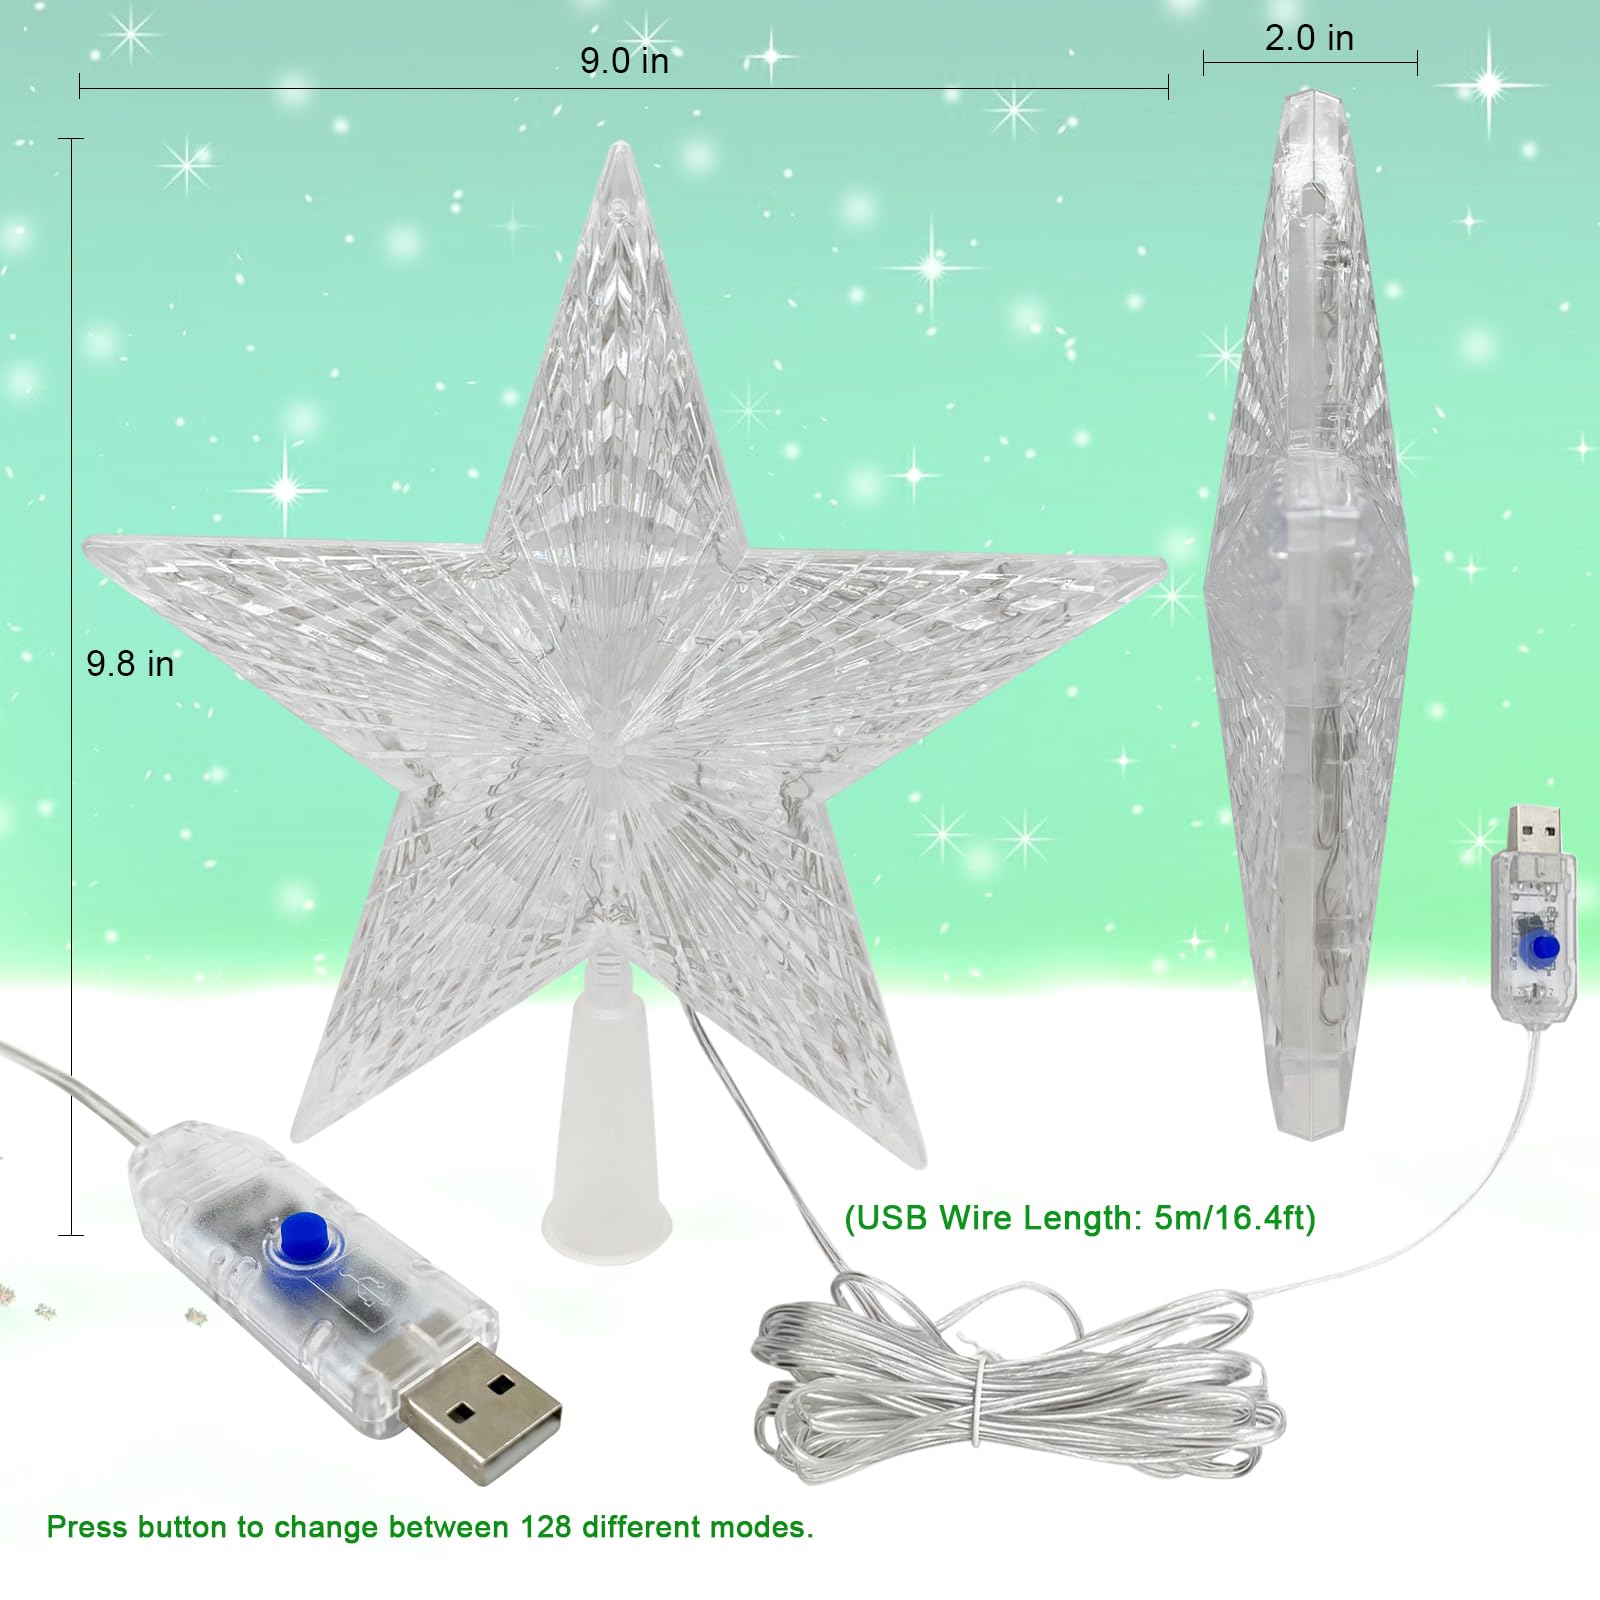 9.0 in
2.0 in
9.8 in
(USB Wire Length: 5m/16.4ft)
Press button to change between 128 different modes.